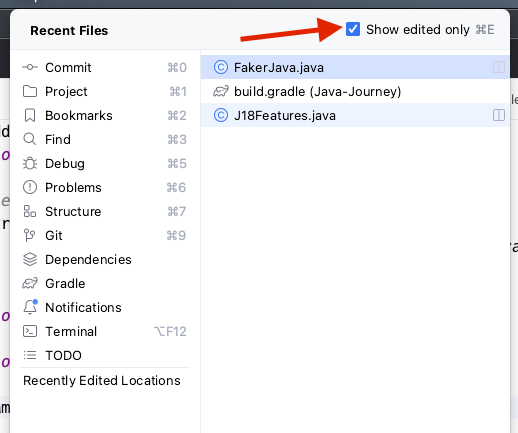 Recent Files
Show edited only ⌘E
Commit ⌘0
Project ⌘1
Bookmarks ⌘2
Find ⌘3
Debug ⌘5
Problems ⌘6
Structure ⌘7
Git ⌘9
Dependencies
Gradle
Notifications
Terminal ⌥F12
TODO
Recently Edited Locations
FakerJava.java
build.gradle (Java-Journey)
J18Features.java